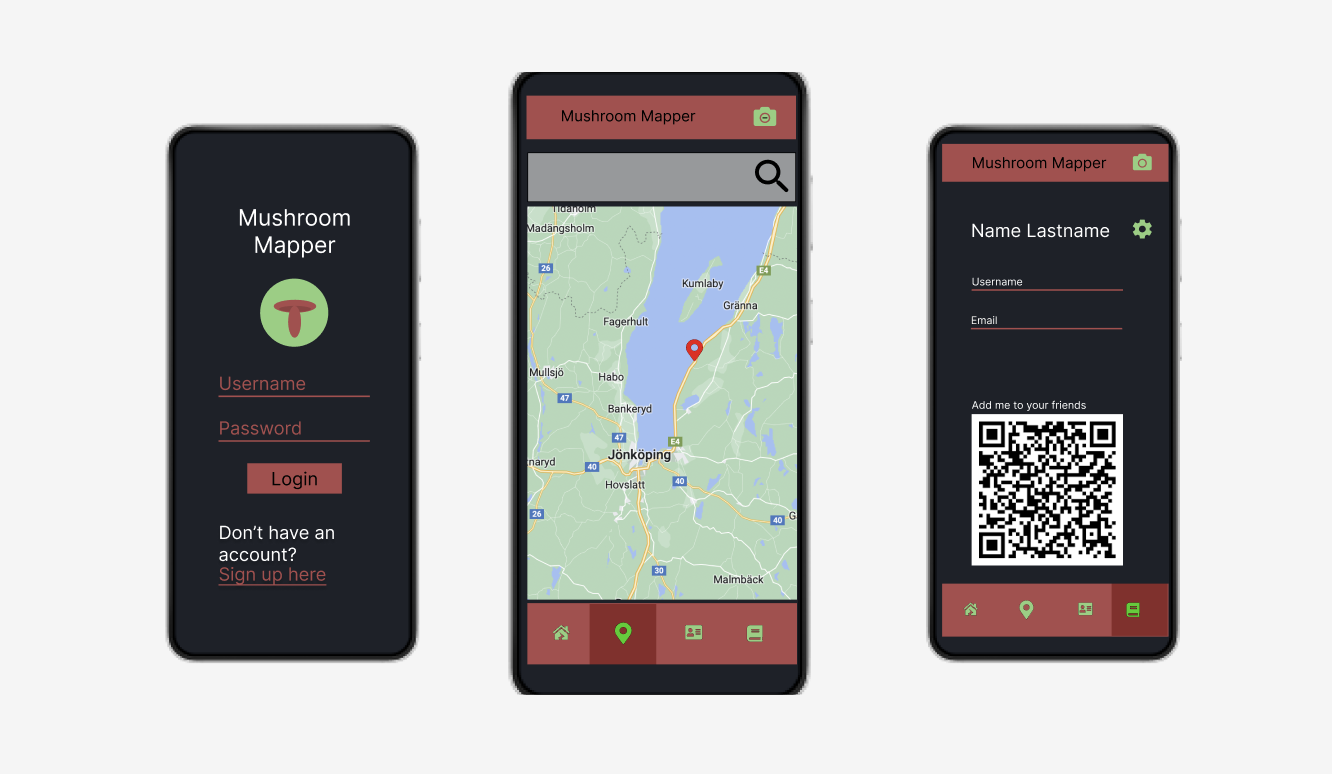 Mushroom
Mapper
Username
Password
Login
Don't have an
account?
Sign up here
Mushroom Mapper
Tidaholm
Madängsholm
26
E4
Kumlaby
Gränna
Fagerhult
Mullsjö
Habo
47
Bankeryd
47
E4
Jönköping
naryd
40
40
Hovslatt
26
40
G
30
Malmbäck
Mushroom Mapper
Name Lastname
Username
Email
Add me to your friends